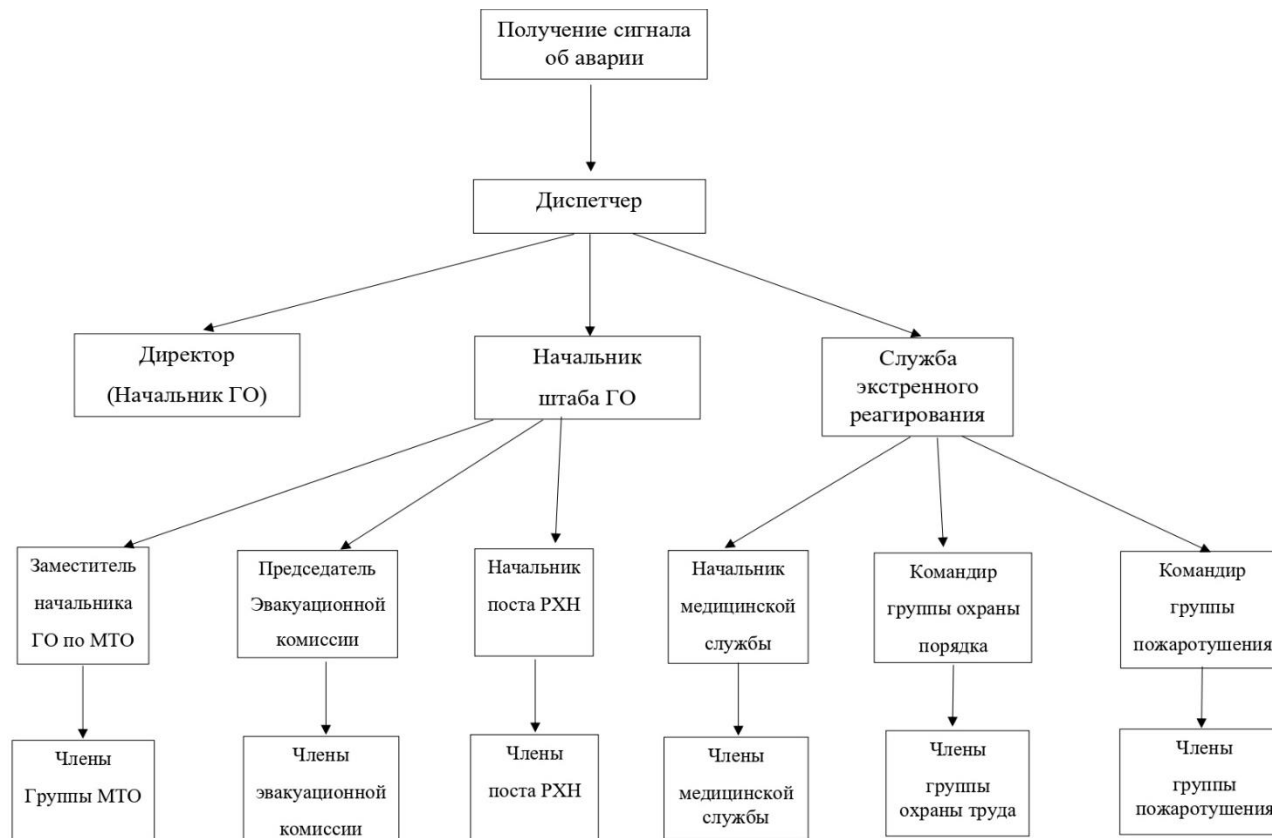 Получение сигнала
об аварии
Диспетчер
Директор
(Начальник ГО)
Начальник
штаба ГО
Служба
экстренного
реагирования
Заместитель
начальника
ГО по МТО
Председатель
Эвакуационной
комиссии
Начальник
поста РХН
Начальник
медицинской
службы
Командир
группы охраны
порядка
Командир
группы
пожаротушения
Члены
Группы МТО
Члены
эвакуационной
комиссии
Члены
поста РХН
Члены
медицинской
службы
Члены
группы
охраны труда
Члены
группы
пожаротушения